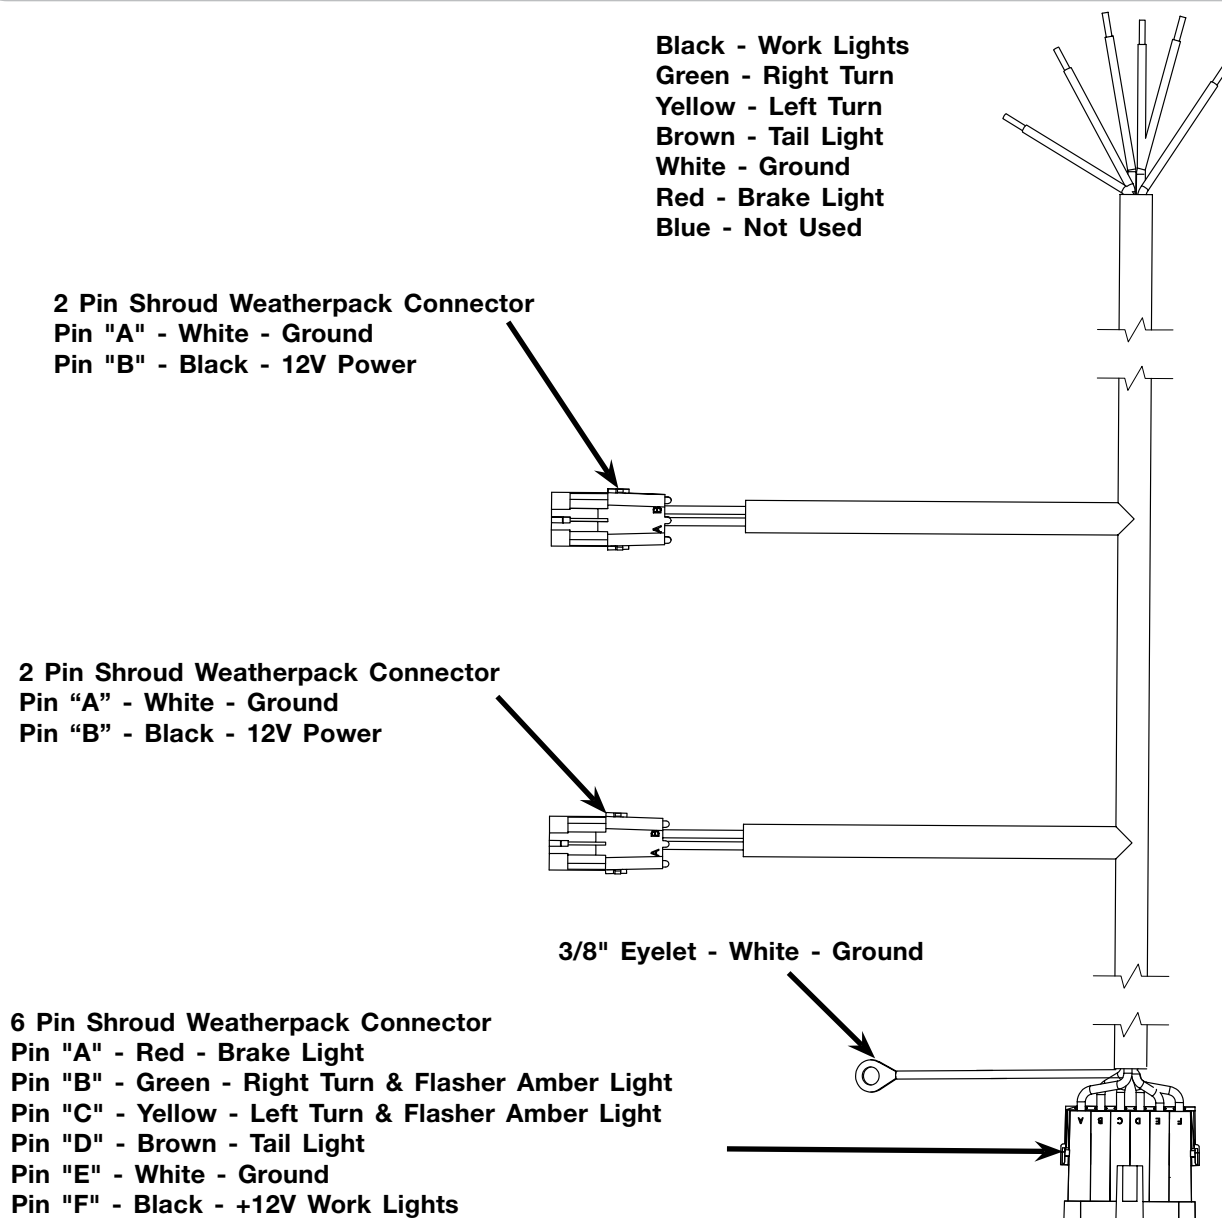 Black - Work Lights
Green - Right Turn
Yellow - Left Turn
Brown - Tail Light
White - Ground
Red - Brake Light
Blue - Not Used
2 Pin Shroud Weatherpack Connector
Pin "A" - White - Ground
Pin "B" - Black - 12V Power
B
A
2 Pin Shroud Weatherpack Connector
Pin “A” - White - Ground
Pin “B” - Black - 12V Power
B
A
3/8" Eyelet - White - Ground
6 Pin Shroud Weatherpack Connector
Pin "A" - Red - Brake Light
Pin "B" - Green - Right Turn & Flasher Amber Light
Pin "C" - Yellow - Left Turn & Flasher Amber Light
Pin "D" - Brown - Tail Light
Pin "E" - White - Ground
Pin "F" - Black - +12V Work Lights
A B C D E F